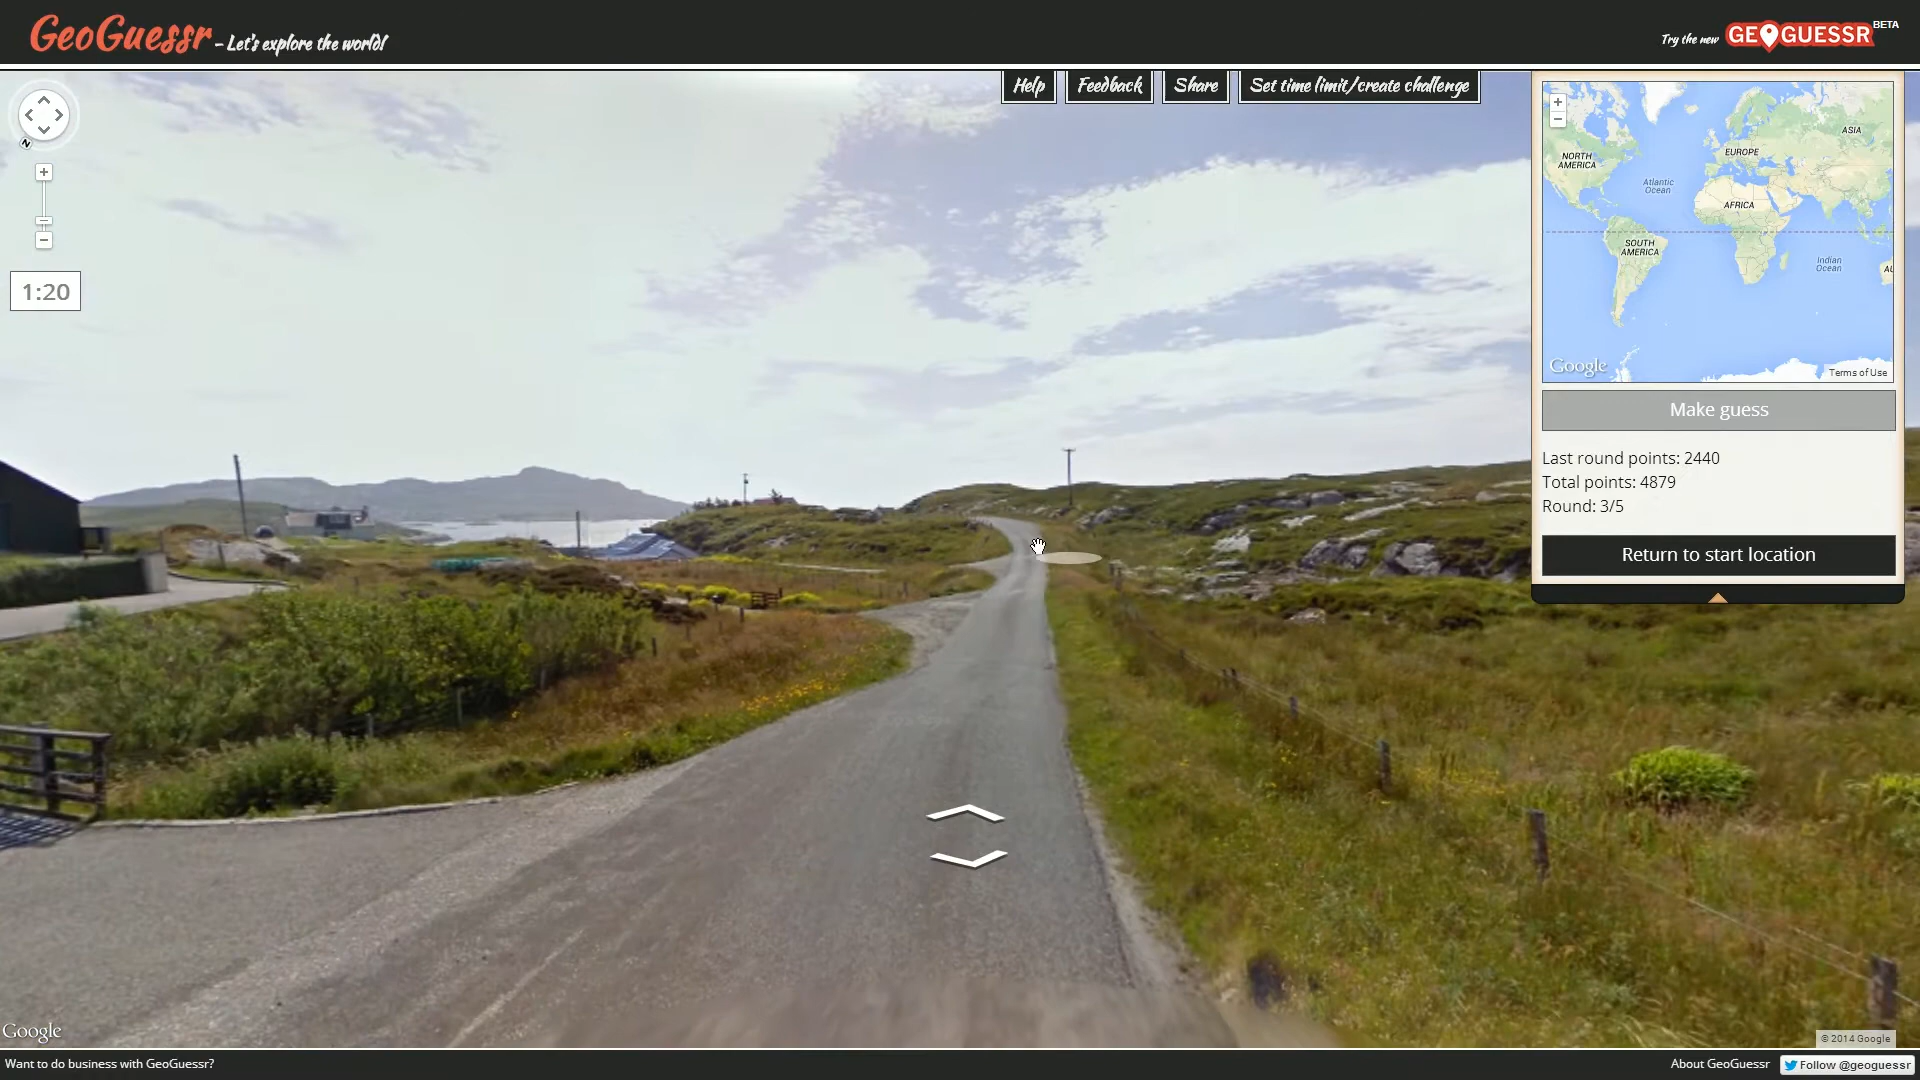 GeoGuessr - Let's explore the world!
Try the new GEOGUESSR BETA
Help Feedback Share Set time limit/create challenge
N
1:20
NORTH AMERICA
EUROPE
ASIA
Atlantic Ocean
AFRICA
SOUTH AMERICA
Indian Ocean
AU
Google
Terms of Use
Make guess
Last round points: 2440
Total points: 4879
Round: 3/5
Return to start location
Google
© 2014 Google
Want to do business with GeoGuessr?
About GeoGuessr
Follow @geoguessr